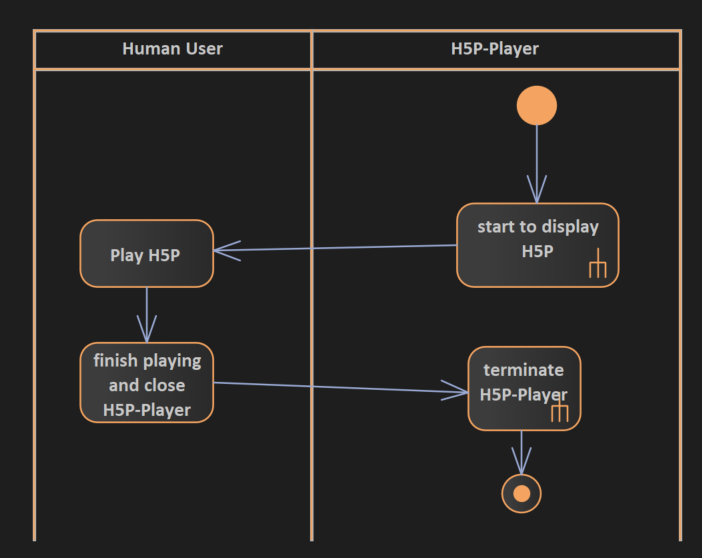 Human User
H5P-Player
start to display
H5P
Play H5P
finish playing
and close
H5P-Player
terminate
H5P-Player